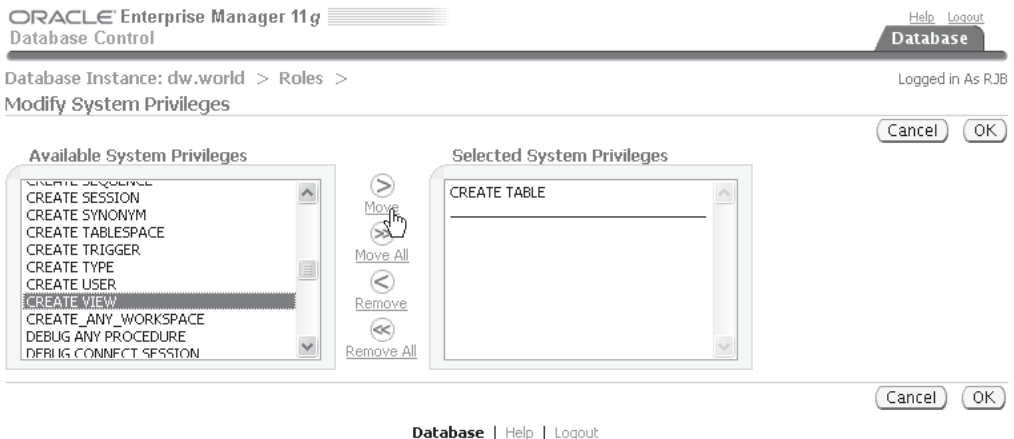 ORACLE Enterprise Manager 11g
Database Control
Help Logout
Database
Database Instance: dw.world > Roles >
Logged in As RJB
Modify System Privileges
Cancel OK
Available System Privileges
CREATE SEQUENCE
CREATE SESSION
CREATE SYNONYM
CREATE TABLESPACE
CREATE TRIGGER
CREATE TYPE
CREATE USER
CREATE VIEW
CREATE_ANY_WORKSPACE
DEBUG ANY PROCEDURE
DEBUG CONNECT SESSION
Move
Move All
Remove
Remove All
Selected System Privileges
CREATE TABLE
Cancel OK
Database | Help | Logout